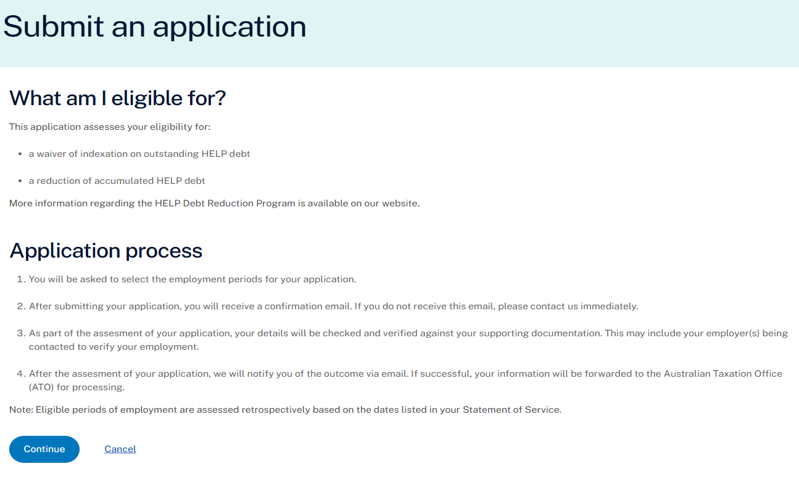 Submit an application
What am I eligible for?
This application assesses your eligibility for:
• a waiver of indexation on outstanding HELP debt
• a reduction of accumulated HELP debt
More information regarding the HELP Debt Reduction Program is available on our website.
Application process
1. You will be asked to select the employment periods for your application.
2. After submitting your application, you will receive a confirmation email. If you do not receive this email, please contact us immediately.
3. As part of the assesment of your application, your details will be checked and verified against your supporting documentation. This may include your employer(s) being
contacted to verify your employment.
4. After the assesment of your application, we will notify you of the outcome via email. If successful, your information will be forwarded to the Australian Taxation Office
(ATO) for processing.
Note: Eligible periods of employment are assessed retrospectively based on the dates listed in your Statement of Service.
Continue Cancel